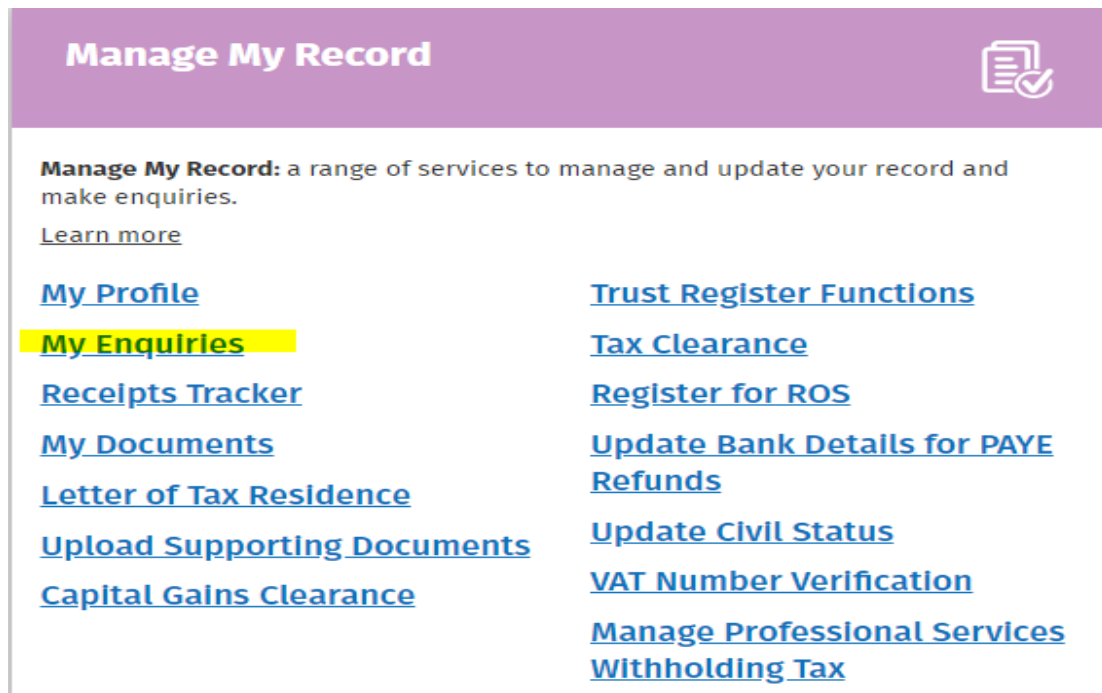 Manage My Record
Manage My Record: a range of services to manage and update your record and
make enquiries.
Learn more
My Profile
My Enquiries
Receipts Tracker
My Documents
Letter of Tax Residence
Upload Supporting Documents
Capital Gains Clearance
Trust Register Functions
Tax Clearance
Register for ROS
Update Bank Details for PAYE
Refunds
Update Civil Status
VAT Number Verification
Manage Professional Services
Withholding Tax